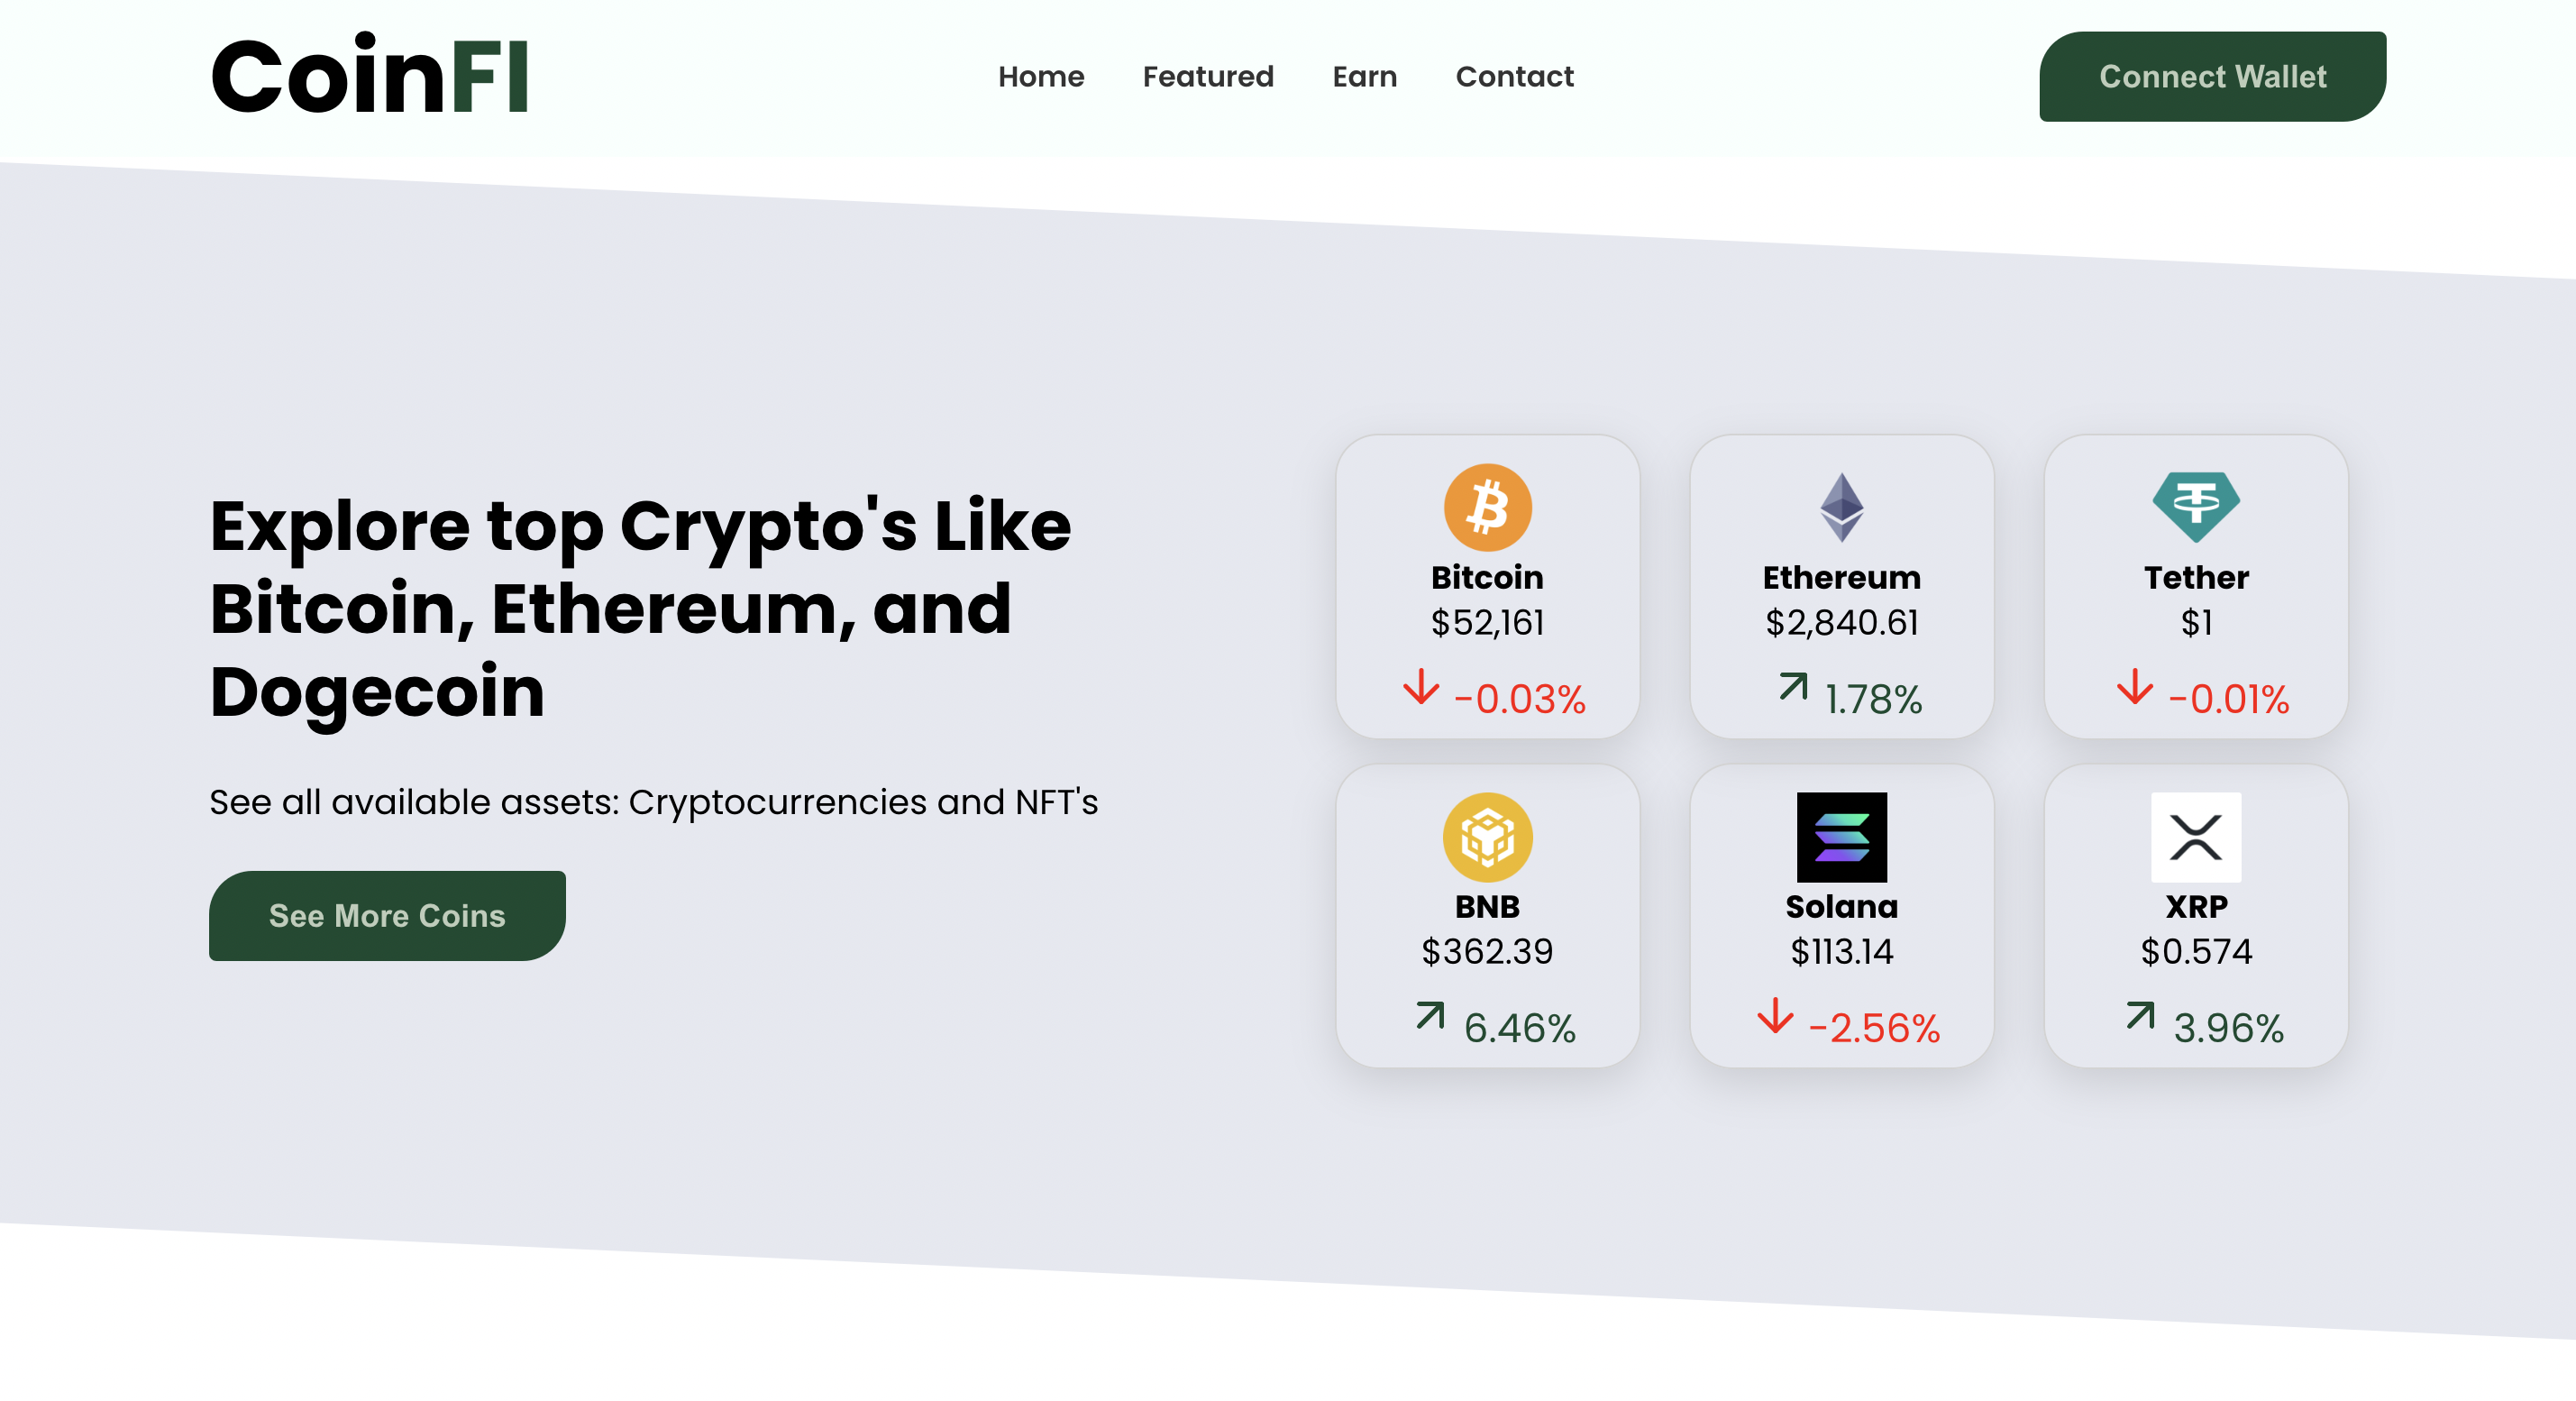 CoinFI
Home Featured Earn Contact
Connect Wallet
Explore top Crypto's Like
Bitcoin, Ethereum, and
Dogecoin
See all available assets: Cryptocurrencies and NFT's
See More Coins
Bitcoin
$52,161
-0.03%
Ethereum
$2,840.61
1.78%
Tether
$1
-0.01%
BNB
$362.39
6.46%
Solana
$113.14
-2.56%
XRP
$0.574
3.96%